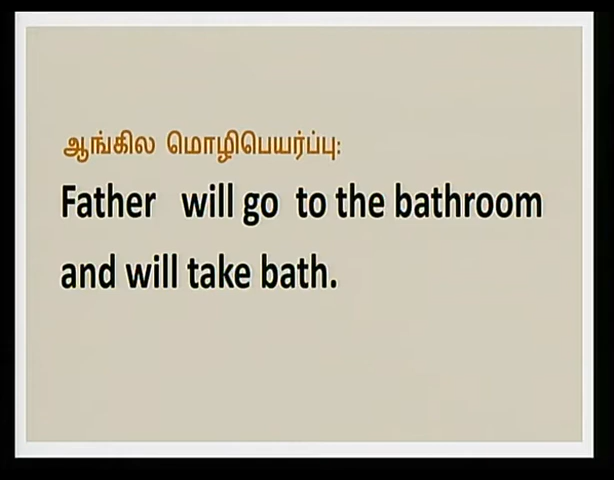 ஆங்கில மொழிபெயர்ப்பு:
Father will go to the bathroom
and will take bath.